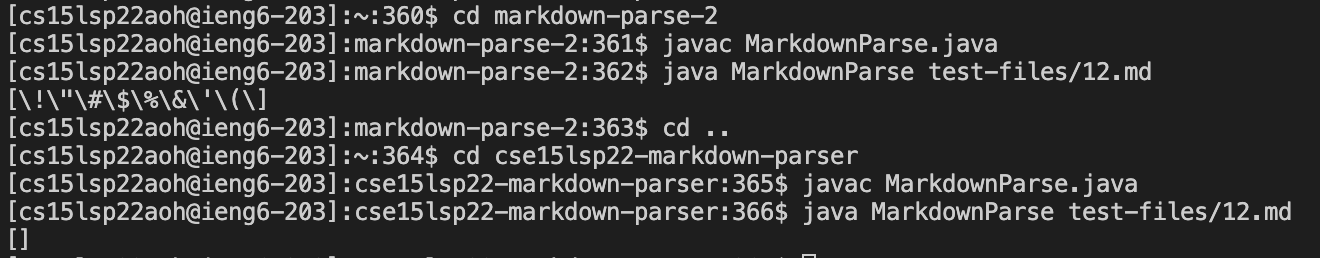 [cs15lsp22aoh@ieng6-203]:~:360$ cd markdown-parse-2
[cs15lsp22aoh@ieng6-203]:markdown-parse-2:361$ javac MarkdownParse.java
[cs15lsp22aoh@ieng6-203]:markdown-parse-2:362$ java MarkdownParse test-files/12.md
[\!\"\#\$\%\&\'\(\]
[cs15lsp22aoh@ieng6-203]:markdown-parse-2:363$ cd ..
[cs15lsp22aoh@ieng6-203]:~:364$ cd cse15lsp22-markdown-parser
[cs15lsp22aoh@ieng6-203]:cse15lsp22-markdown-parser:365$ javac MarkdownParse.java
[cs15lsp22aoh@ieng6-203]:cse15lsp22-markdown-parser:366$ java MarkdownParse test-files/12.md
[]